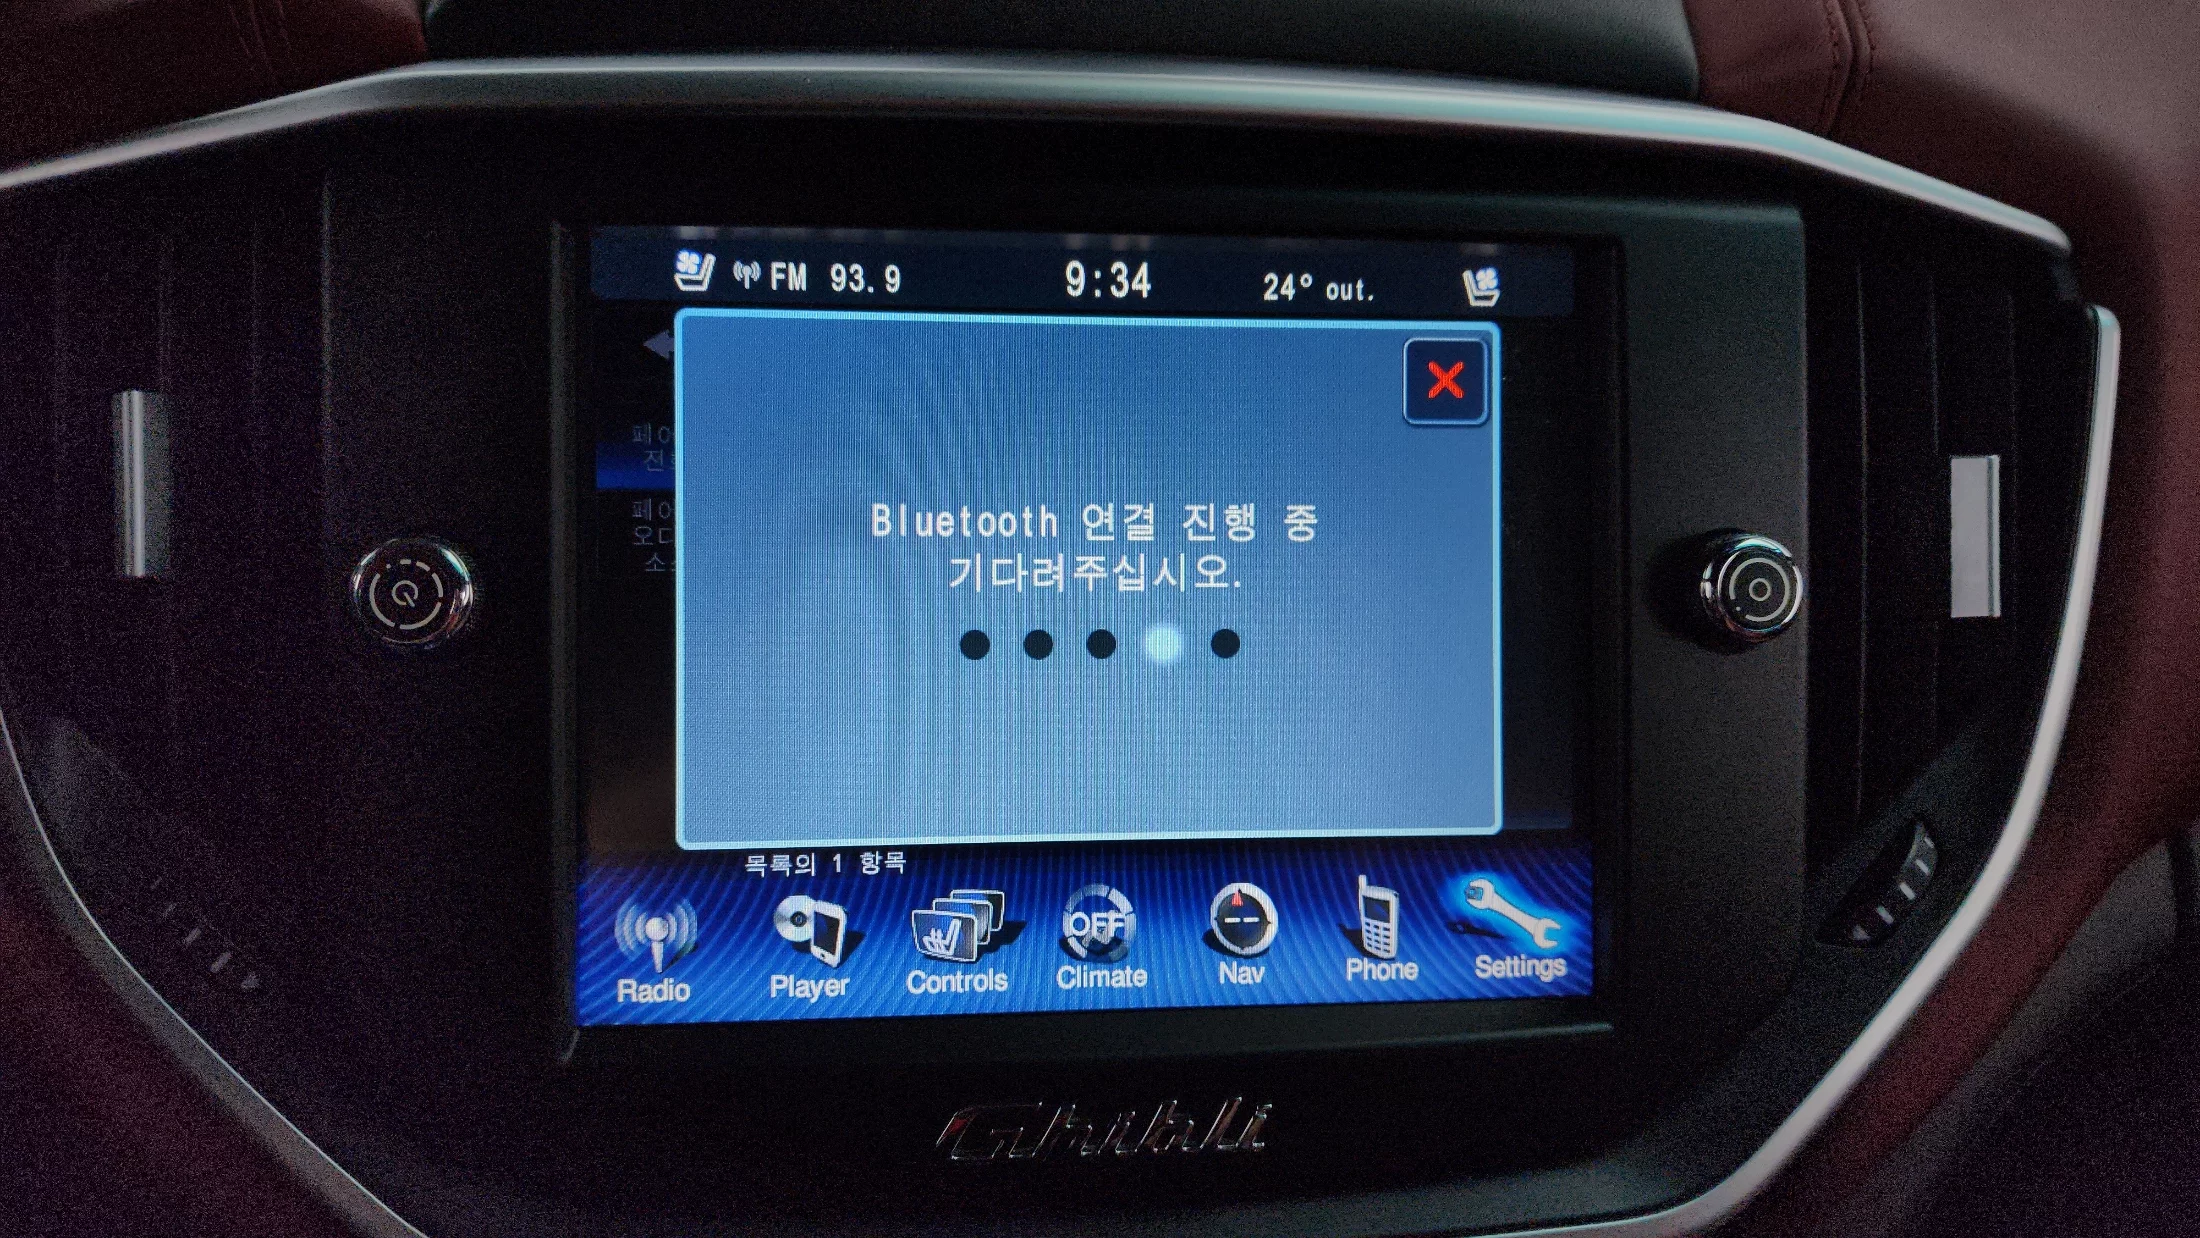 FM 93.9 9:34 24° out.
Bluetooth 연결 진행 중
기다려주십시오.
목록의 1 항목
OFF
Radio Player Controls Climate Nav Phone Settings
Ghibli